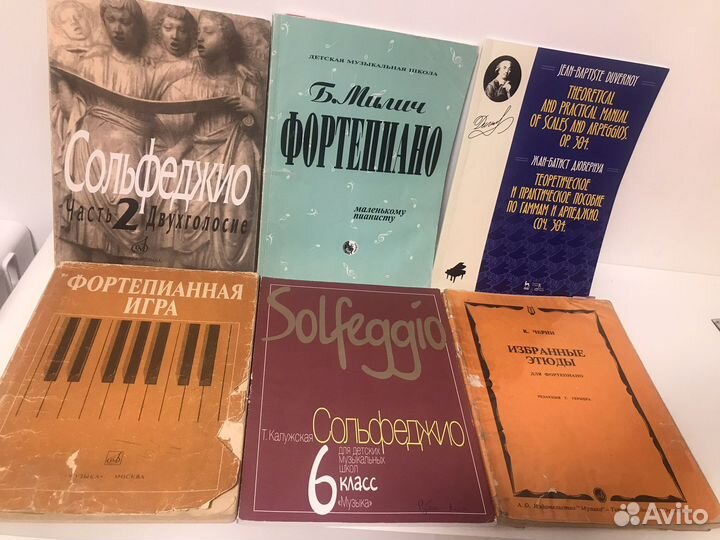 Сольфеджио
Часть 2 Двухголосие
ДЕТСКАЯ МУЗЫКАЛЬНАЯ ШКОЛА
Б. Милич
ФОРТЕПИАНО
маленькому
пианисту
JEAN-BAPTISTE DUVERNOY
THEORETICAL
AND PRACTICAL MANUAL
OF SCALES AND ARPEGGIOS.
OP. 304
ЖАН-БАТИСТ ДЮВЕРНУА
ТЕОРЕТИЧЕСКОЕ
И ПРАКТИЧЕСКОЕ ПОСОБИЕ
ПО ГАММАМ И АРПЕДЖИО.
СОЧ. 304
ФОРТЕПИАННАЯ
ИГРА
МУЗЫКА МОСКВА
Solfeggio
Т. Калужская Сольфеджио
для детских
музыкальных
школ
6 класс
«Музыка»
К. ЧЕРНИ
ИЗБРАННЫЕ
ЭТЮДЫ
ДЛЯ ФОРТЕПИАНО
РЕДАКЦИЯ Г. ГЕРМЕРА
Avito